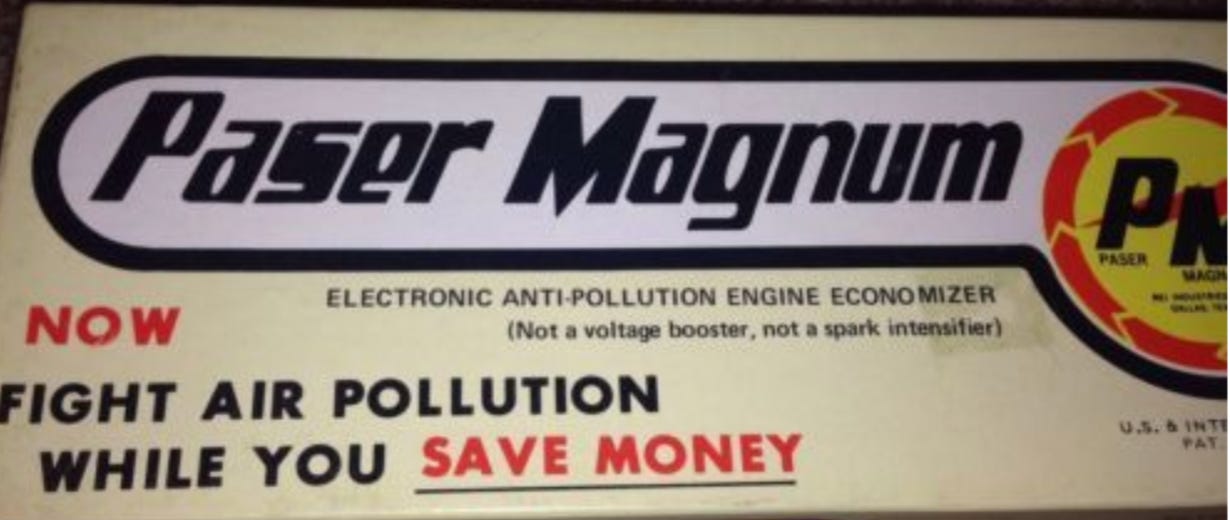 Paser Magnum
P
PASER
ELECTRONIC ANTI-POLLUTION ENGINE ECONOMIZER
(Not a voltage booster, not a spark intensifier)
NOW
FIGHT AIR POLLUTION
WHILE YOU SAVE MONEY
U.S. &
PAT.